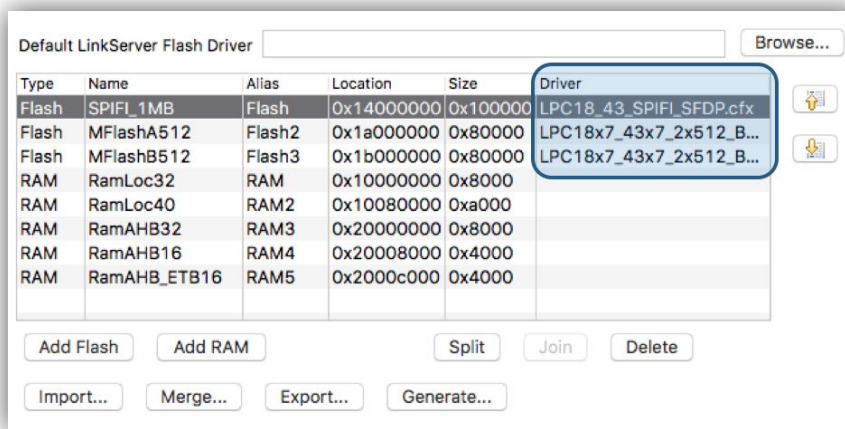 Default LinkServer Flash Driver Browse...
Type Name Alias Location Size Driver
Flash SPIFI_1MB Flash 0x14000000 0x100000 LPC18_43_SPIFI_SFDP.cfx
Flash MFlashA512 Flash2 0x1a000000 0x80000 LPC18x7_43x7_2x512_B...
Flash MFlashB512 Flash3 0x1b000000 0x80000 LPC18x7_43x7_2x512_B...
RAM RamLoc32 RAM 0x10000000 0x8000
RAM RamLoc40 RAM2 0x10080000 0xa000
RAM RamAHB32 RAM3 0x20000000 0x8000
RAM RamAHB16 RAM4 0x20008000 0x4000
RAM RamAHB_ETB16 RAM5 0x2000c000 0x4000
Add Flash Add RAM Split Join Delete
Import... Merge... Export... Generate...